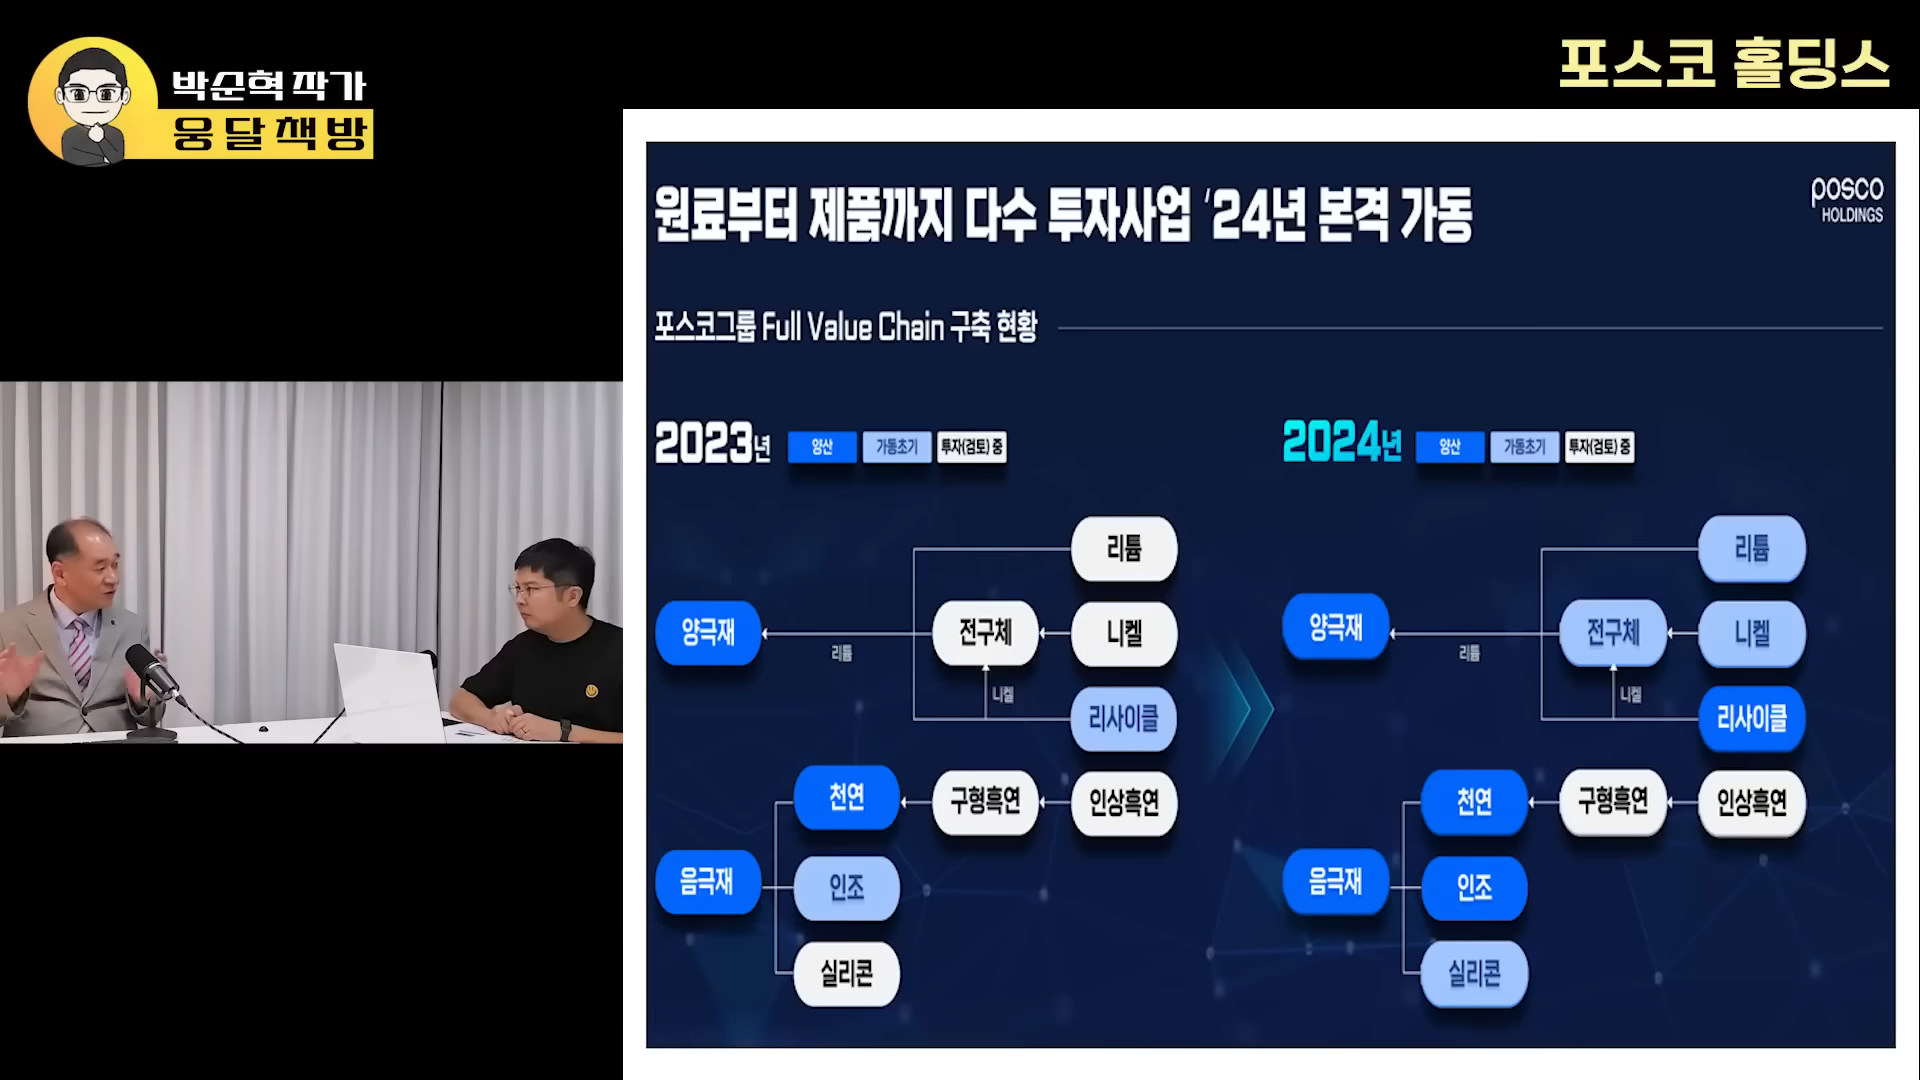 박순혁 작가
웅달책방
포스코 홀딩스
원료부터 제품까지 다수 투자사업 ‘24년 본격 가동
posco
HOLDINGS
포스코그룹 Full Value Chain 구축 현황
2023년 양산 가동초기 투자(검토) 중
리튬
양극재 리튬 전구체 니켈
니켈
리사이클
천연 구형흑연 인상흑연
음극재 인조
실리콘
2024년 양산 가동초기 투자(검토) 중
리튬
양극재 리튬 전구체 니켈
니켈
리사이클
천연 구형흑연 인상흑연
음극재 인조
실리콘